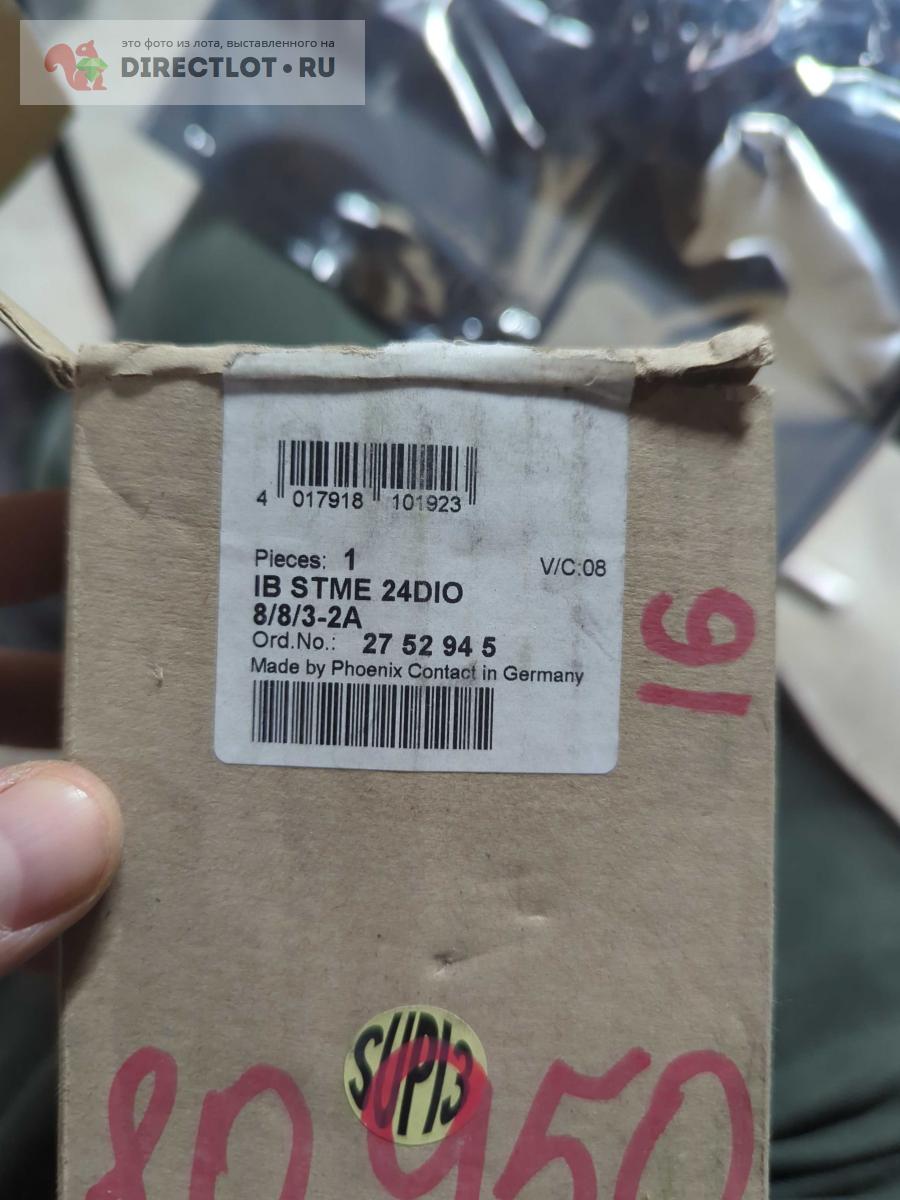 это фото из лота, выставленного на
DIRECTLOT.RU
4 017918 101923
Pieces: 1
V/C:08
IB STME 24DIO
8/8/3-2A
Ord.No.: 27 52 94 5
Made by Phoenix Contact in Germany
16
SUPI3
80950